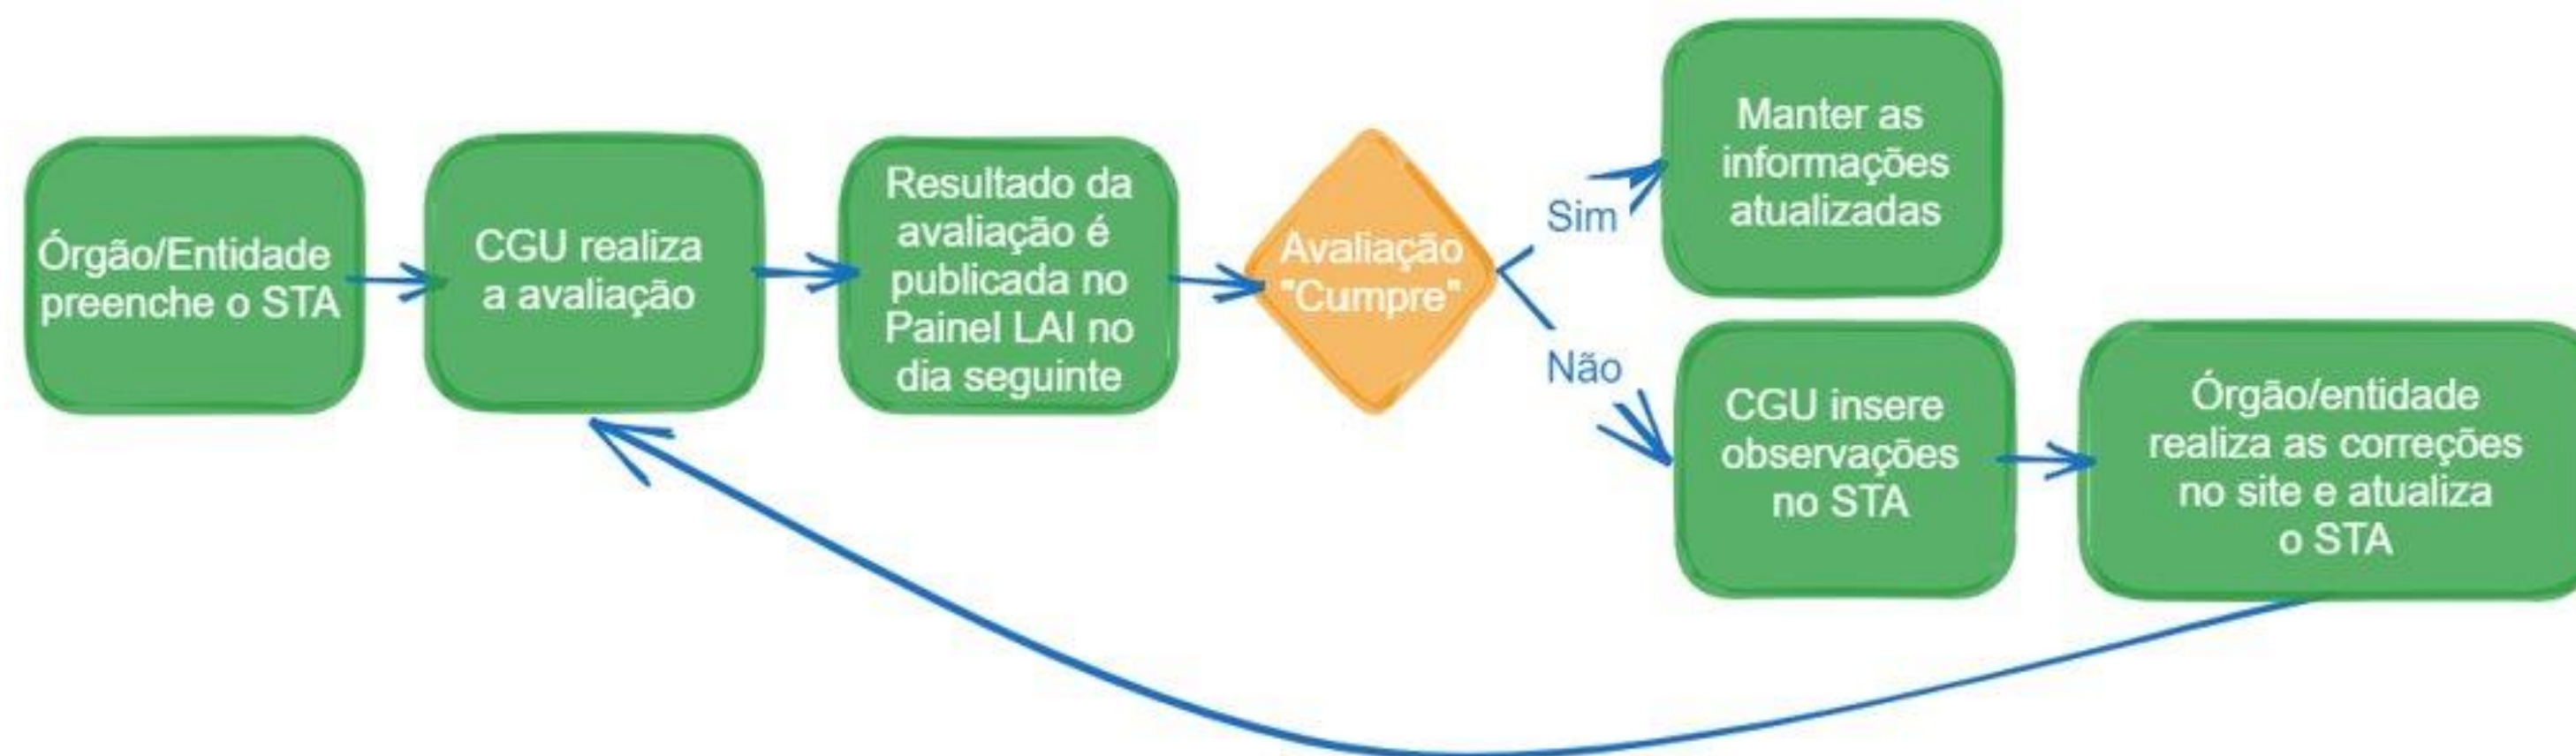 Órgão/Entidade
preenche o STA
CGU realiza
a avaliação
Resultado da
avaliação é
publicada no
Painel LAI no
dia seguinte
Avaliação
"Cumpre"
Sim
Manter as
informações
atualizadas
Não
CGU insere
observações
no STA
Órgão/entidade
realiza as correções
no site e atualiza
o STA